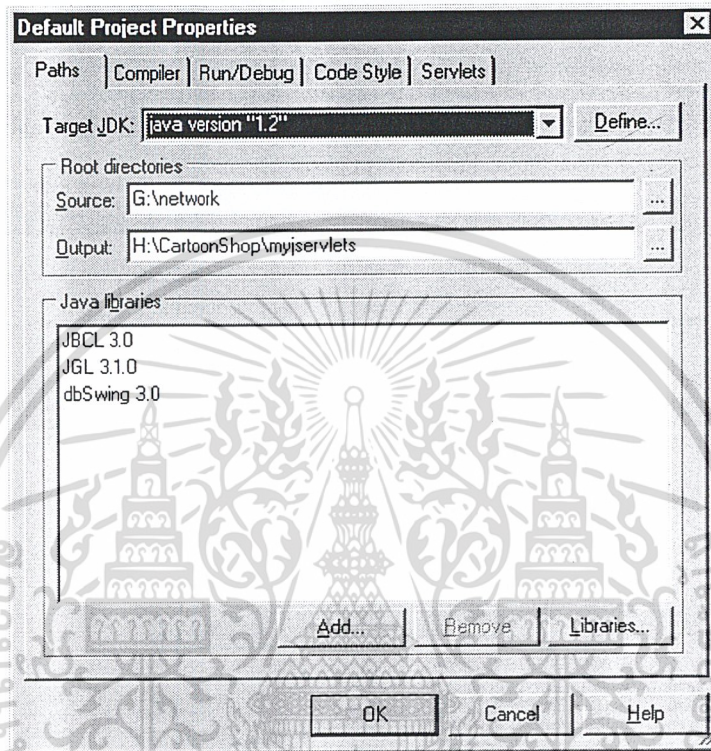 Default Project Properties
Paths Compiler Run/Debug Code Style Servlets
Target JDK: java version "1.2" Define...
Root directories
Source: G:\network ...
Output: H:\CartoonShop\myjservlets ...
Java libraries
JBCL 3.0
JGL 3.1.0
dbSwing 3.0
Add... Remove Libraries...
OK Cancel Help